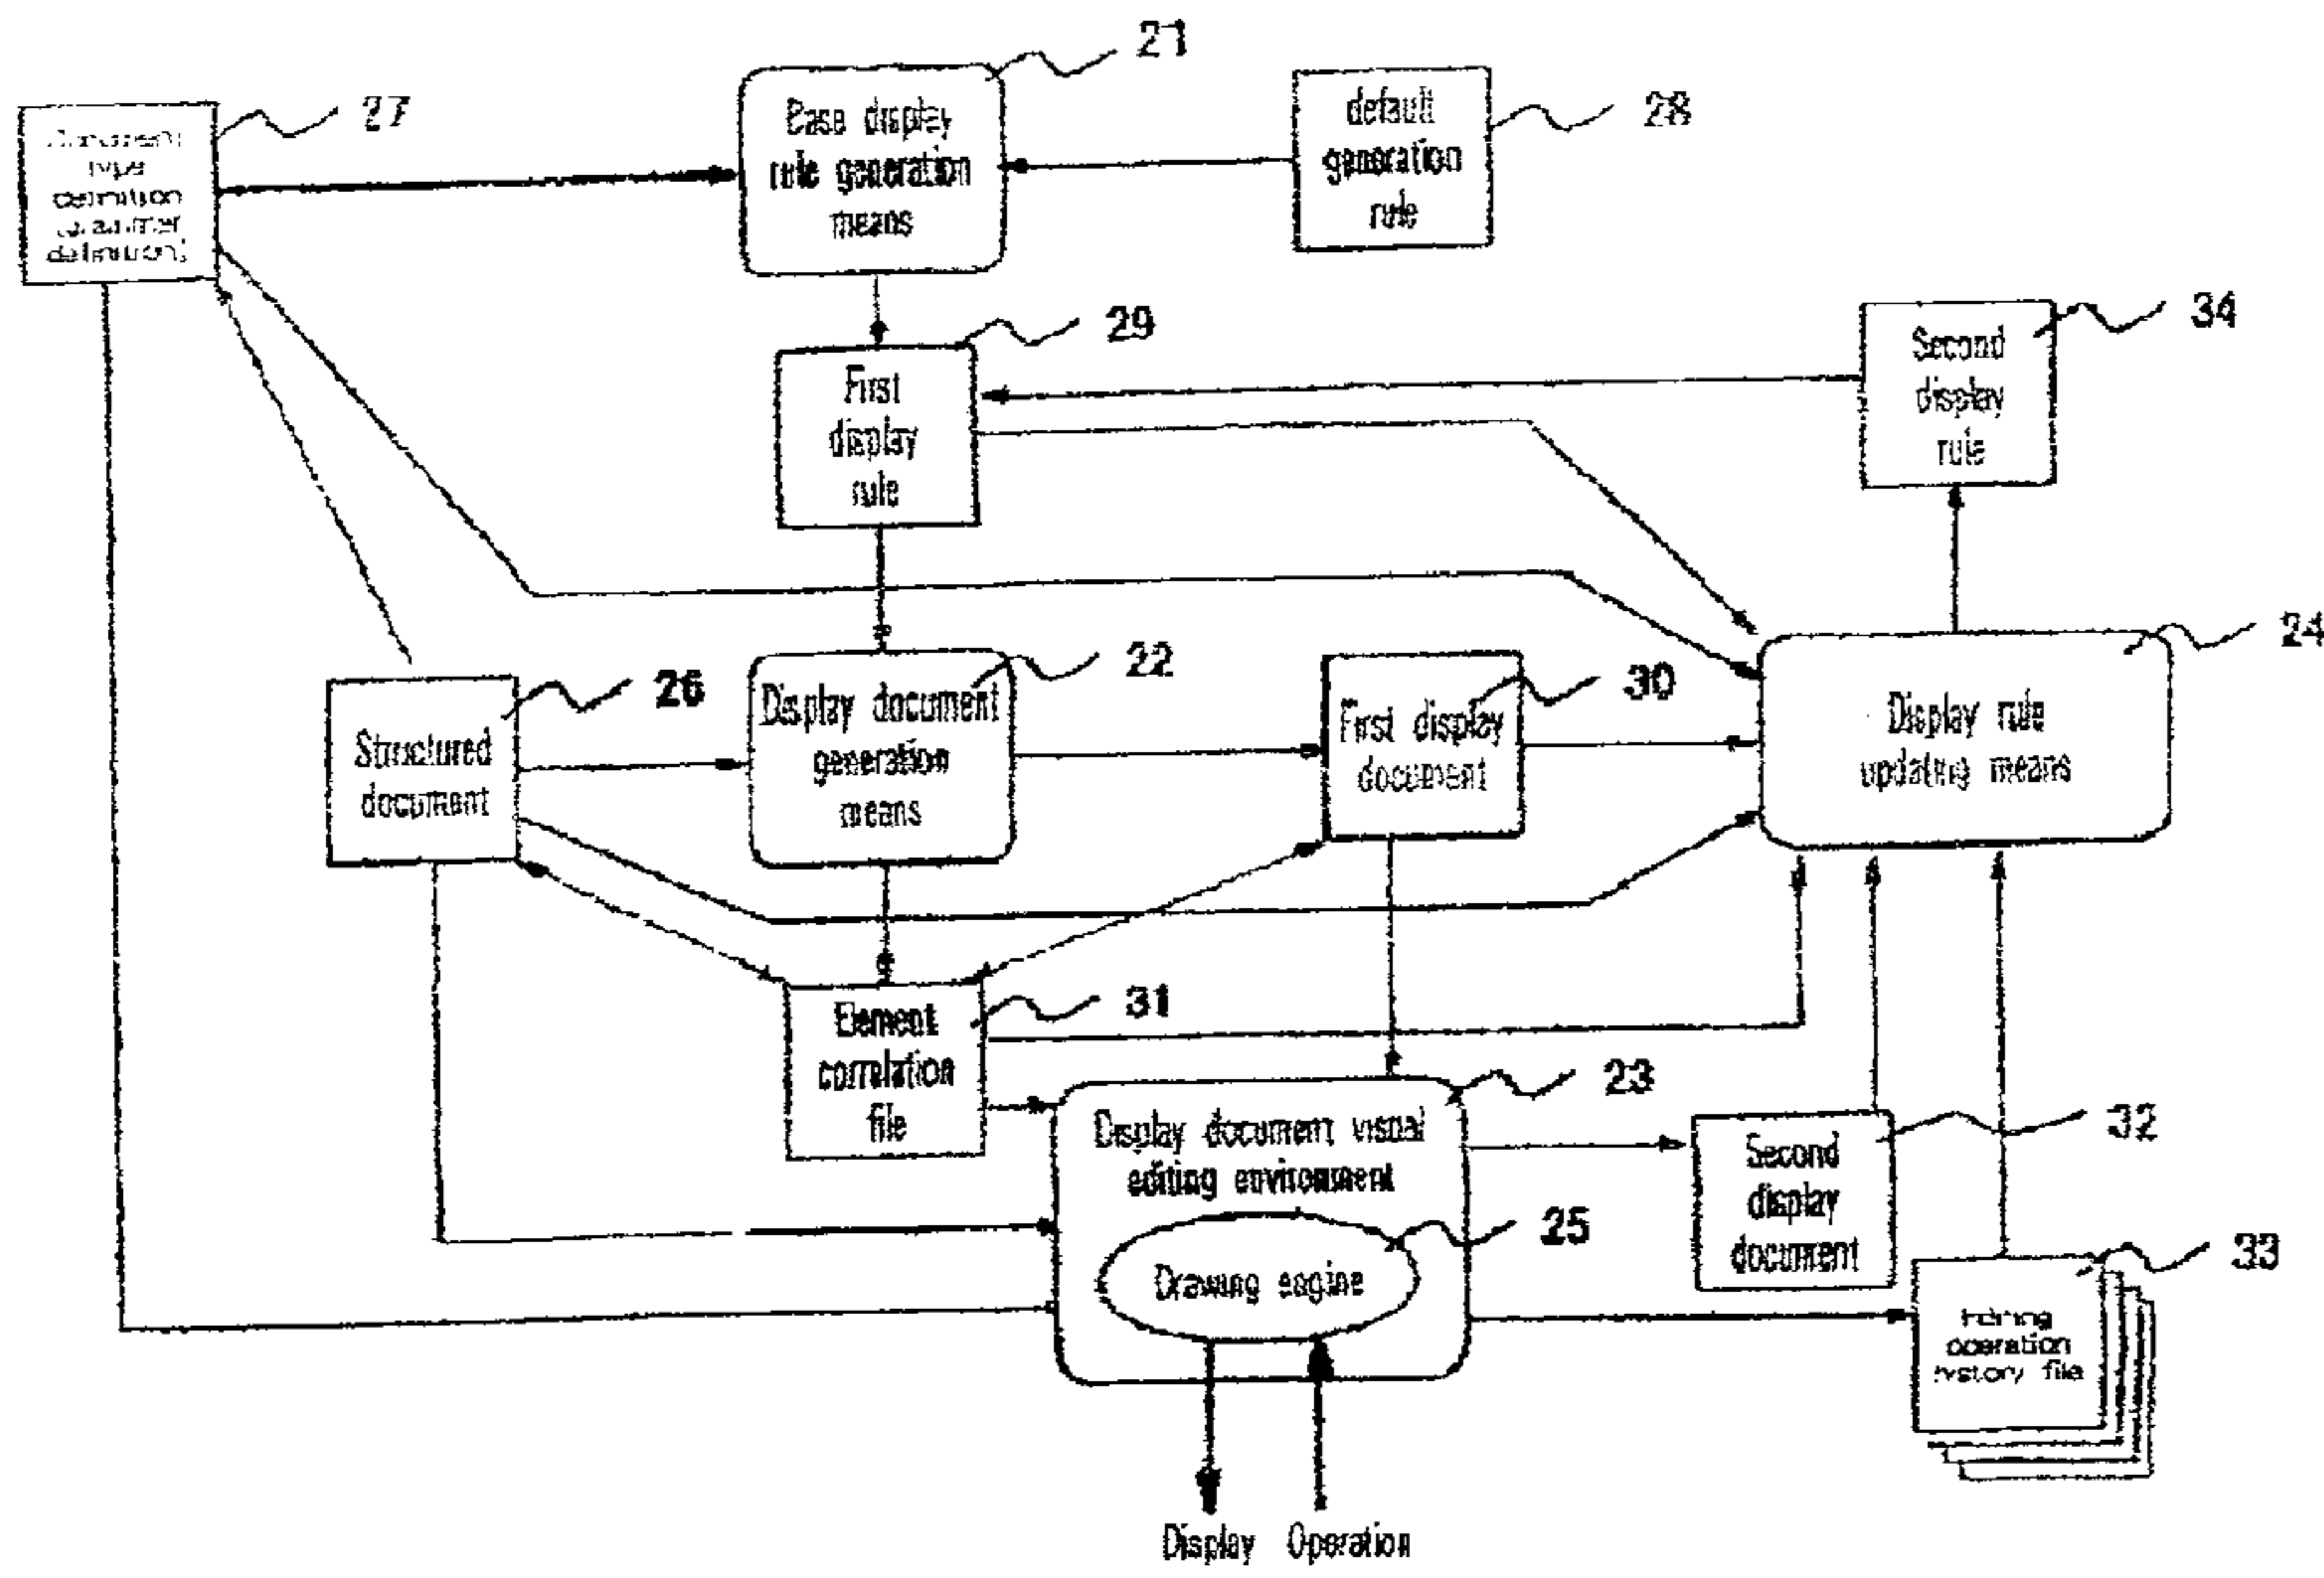 21
27
Base display
rule generation
means
default
generation
rule
28
type
definition
definition)
29
34
First
display
rule
Second
display
rule
24
26
22
30
Structured
document
Display document
generation
means
First display
document
Display rule
updating means
31
Element
correlation
file
23
32
Display document visual
editing environment
25
Drawing engine
Second
display
document
33
operation
history file
Display Operation